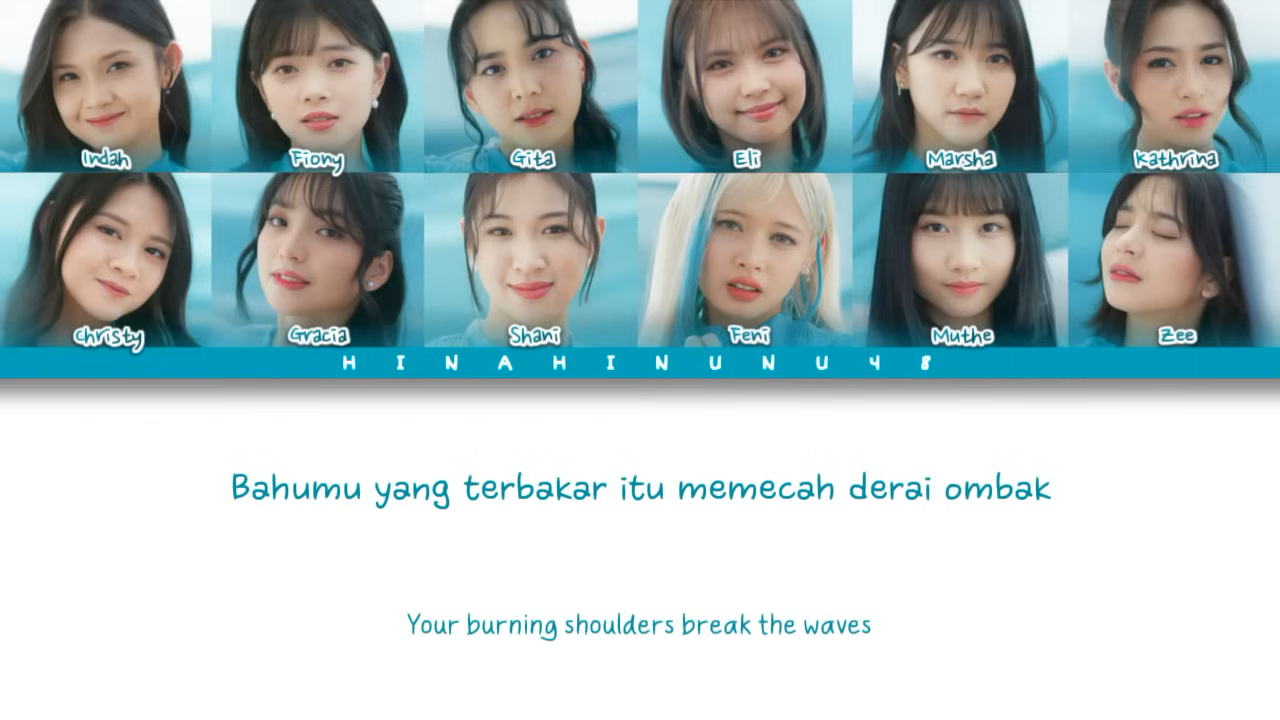 Indah Fiony Gita Eli Marsha Kathrina
Christy Gracia Shani Feni Muthe Zee
HINAHINUNU48
Bahumu yang terbakar itu memecah derai ombak
Your burning shoulders break the waves